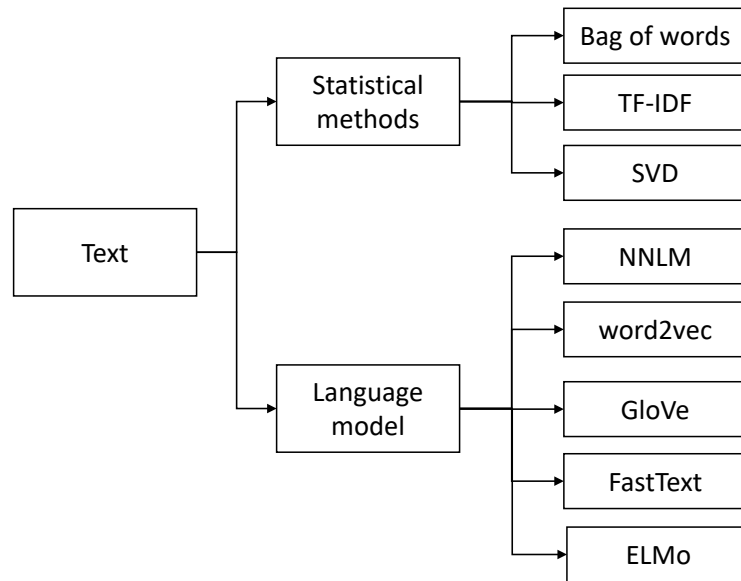 Text
Statistical
methods
Bag of words
TF-IDF
SVD
Language
model
NNLM
word2vec
GloVe
FastText
ELMo